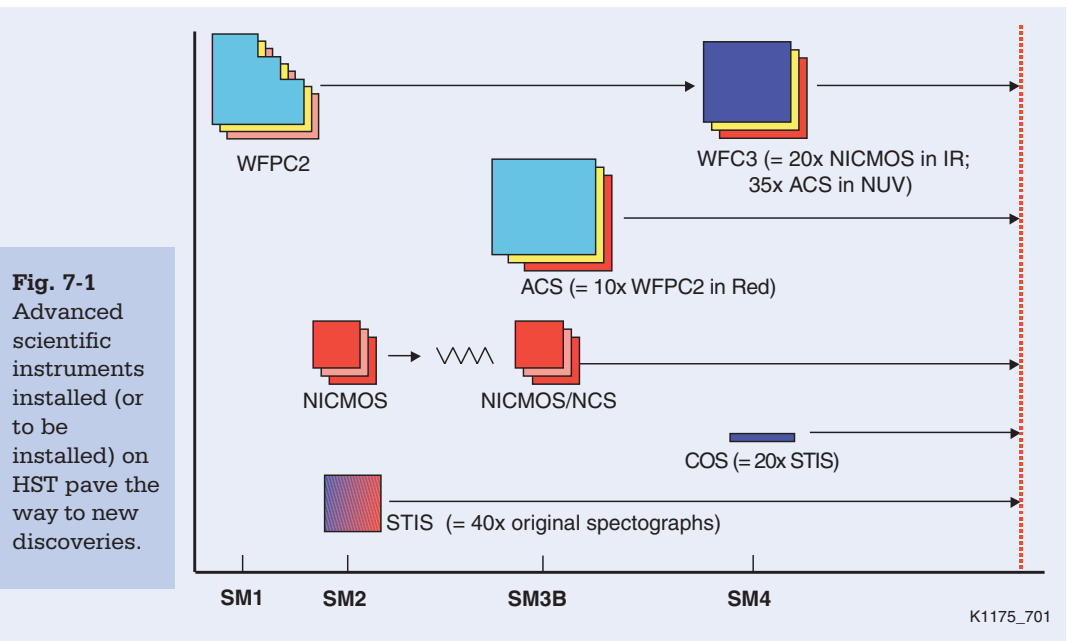 WFPC2
WFC3 (= 20x NICMOS in IR;
35x ACS in NUV)
ACS (= 10x WFPC2 in Red)
NICMOS
NICMOS/NCS
COS (= 20x STIS)
STIS (= 40x original spectographs)
SM1
SM2
SM3B
SM4
K1175_701
Fig. 7-1
Advanced
scientific
instruments
installed (or
to be
installed) on
HST pave the
way to new
discoveries.